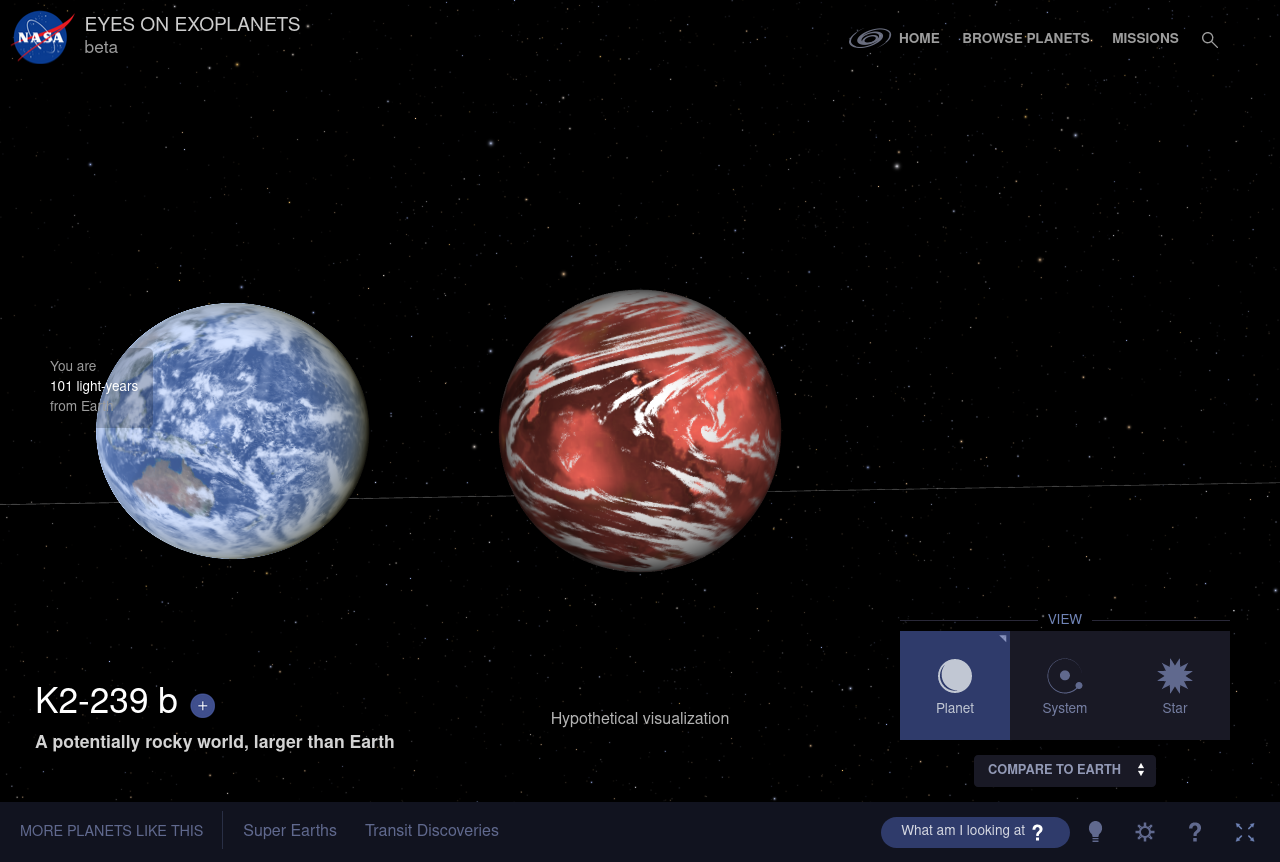 NASA
EYES ON EXOPLANETS
beta
HOME
BROWSE PLANETS
MISSIONS
You are
101 light-years
from Ea
K2-239 b +
A potentially rocky world, larger than Earth
Hypothetical visualization
VIEW
Planet
System
Star
COMPARE TO EARTH
MORE PLANETS LIKE THIS
Super Earths
Transit Discoveries
What am I looking at ?
?